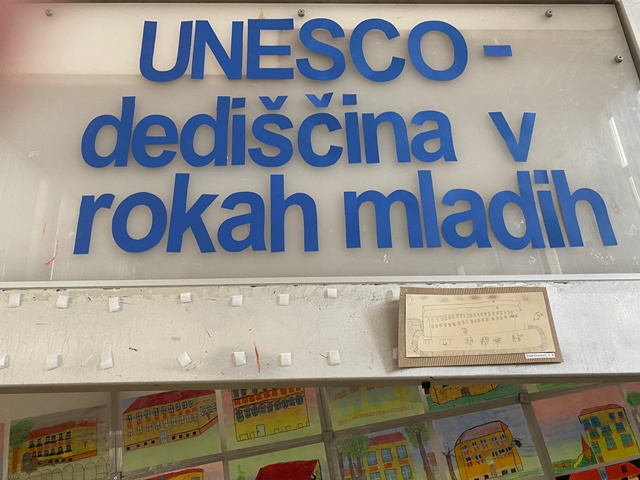 UNESCO -
dediščina v
rokah mladih